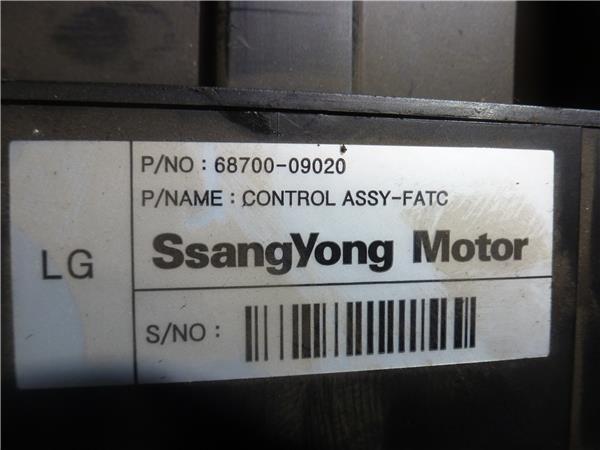 P/NO : 68700-09020
P/NAME : CONTROL ASSY-FATC
LG
SsangYong Motor
S/NO :